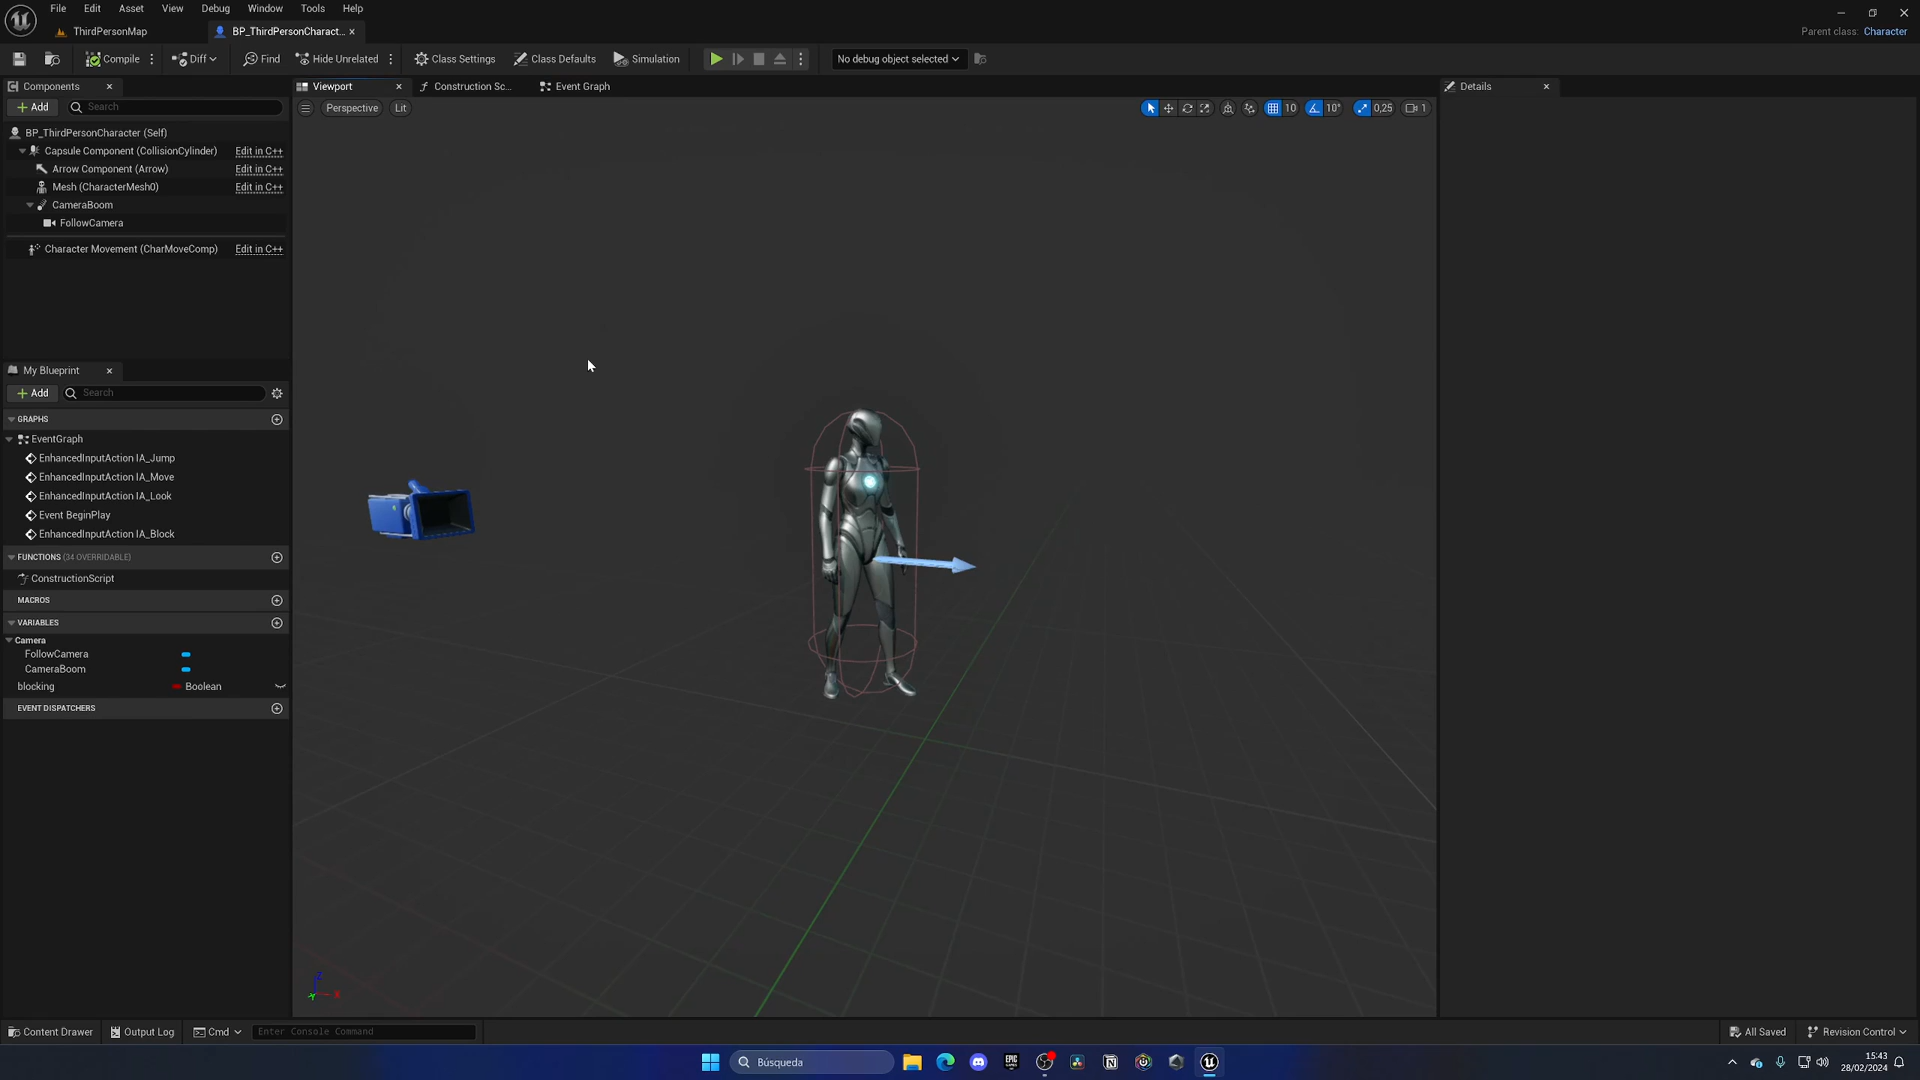 File Edit Asset View Debug Window Tools Help
ThirdPersonMap
BP_ThirdPersonCharact...
Parent class: Character
Compile
Diff
Find
Hide Unrelated
Class Settings
Class Defaults
Simulation
No debug object selected
Components
Viewport
Construction Sc...
Event Graph
Details
Add
Search
Perspective
Lit
10
10°
0,25
1
BP_ThirdPersonCharacter (Self)
Capsule Component (CollisionCylinder) Edit in C++
Arrow Component (Arrow) Edit in C++
Mesh (CharacterMesh0) Edit in C++
CameraBoom
FollowCamera
Character Movement (CharMoveComp) Edit in C++
My Blueprint
Add
Search
GRAPHS
EventGraph
EnhancedInputAction IA_Jump
EnhancedInputAction IA_Move
EnhancedInputAction IA_Look
Event BeginPlay
EnhancedInputAction IA_Block
FUNCTIONS (34 OVERRIDABLE)
ConstructionScript
MACROS
VARIABLES
Camera
FollowCamera
CameraBoom
blocking Boolean
EVENT DISPATCHERS
Z
X
Y
Content Drawer
Output Log
Cmd
Enter Console Command
All Saved
Revision Control
Búsqueda
EPIC GAMES
15:43
28/02/2024